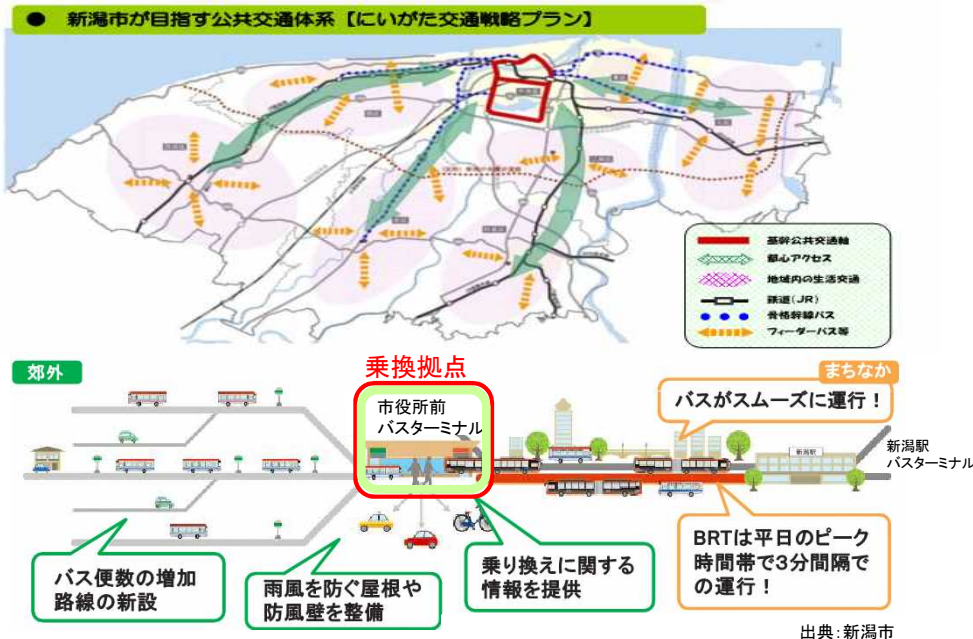 ● 新潟市が目指す公共交通体系【にいがた交通戦略プラン】
基幹公共交通軸
都心アクセス
地域内の生活交通
鉄道(JR)
骨格幹線バス
フィーダーバス等
郊外
乗換拠点
まちなか
市役所前
バスターミナル
バスがスムーズに運行!
新潟駅
新潟駅
バスターミナル
バス便数の増加
路線の新設
雨風を防ぐ屋根や
防風壁を整備
乗り換えに関する
情報を提供
BRTは平日のピーク
時間帯で3分間隔で
の運行!
出典:新潟市